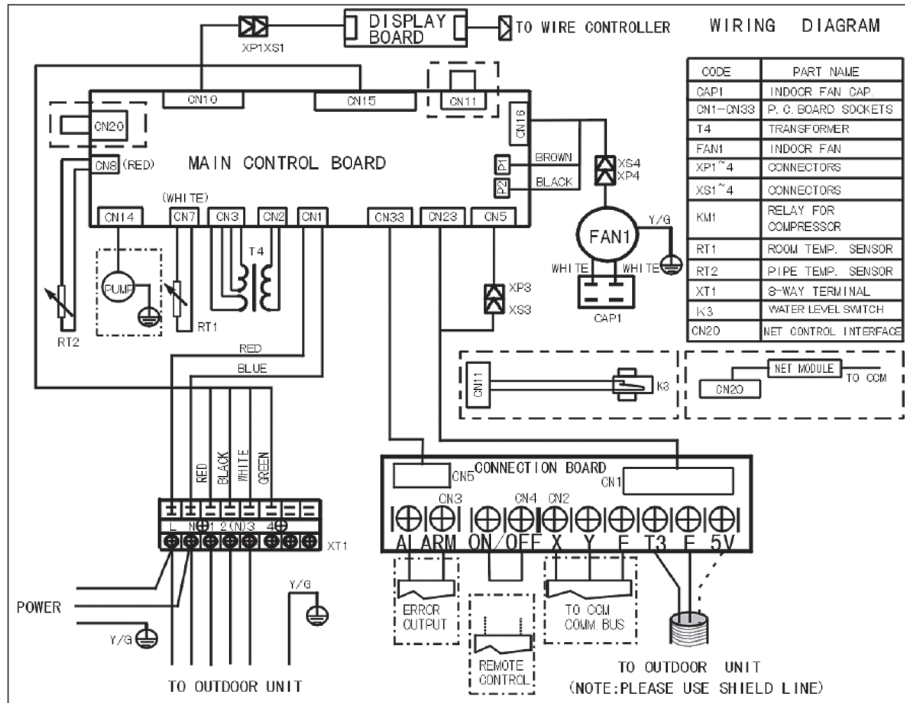 DISPLAY BOARD
TO WIRE CONTROLLER
WIRING DIAGRAM
XP1XS1
CODE PART NAME
CAP1 INDOOR FAN CAP.
CN1-CN33 P.C.BOARD SOCKETS
T4 TRANSFORMER
FAN1 INDOOR FAN
XP1~4 CONNECTORS
XS1~4 CONNECTORS
KM1 RELAY FOR COMPRESSOR
RT1 ROOM TEMP. SENSOR
RT2 PIPE TEMP. SENSOR
XT1 8-WAY TERMINAL
K3 WATER LEVEL SWITCH
CN20 NET CONTROL INTERFACE
CN10
CN15
CN11
CN16
CN20
CN8
(RED)
MAIN CONTROL BOARD
P1
BROWN
P2
BLACK
XS4
XP4
(WHITE)
CN14
CN7
CN3
CN2
CN1
CN33
CN23
CN5
FAN1
Y/G
WHITE
WHITE
CAP1
T4
PUMP
RT1
RT2
XP3
XS3
RED
BLUE
CN11
K3
NET MODULE
CN20
TO CCM
RED
BLACK
WHITE
GREEN
CONNECTION BOARD
CN5
CN1
CN3
CN4
CN2
L N 1 2(N)3 4
XT1
ALARM ON/OFF X Y E T3 E 5V
POWER
Y/G
Y/G
TO OUTDOOR UNIT
ERROR OUTPUT
REMOTE CONTROL
TO CCM COMM.BUS
TO OUTDOOR UNIT
(NOTE:PLEASE USE SHIELD LINE)